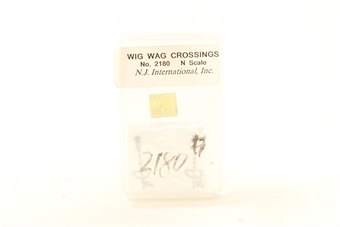 WIG WAG CROSSINGS
No. 2180 N Scale
N.J. International, Inc.
2180